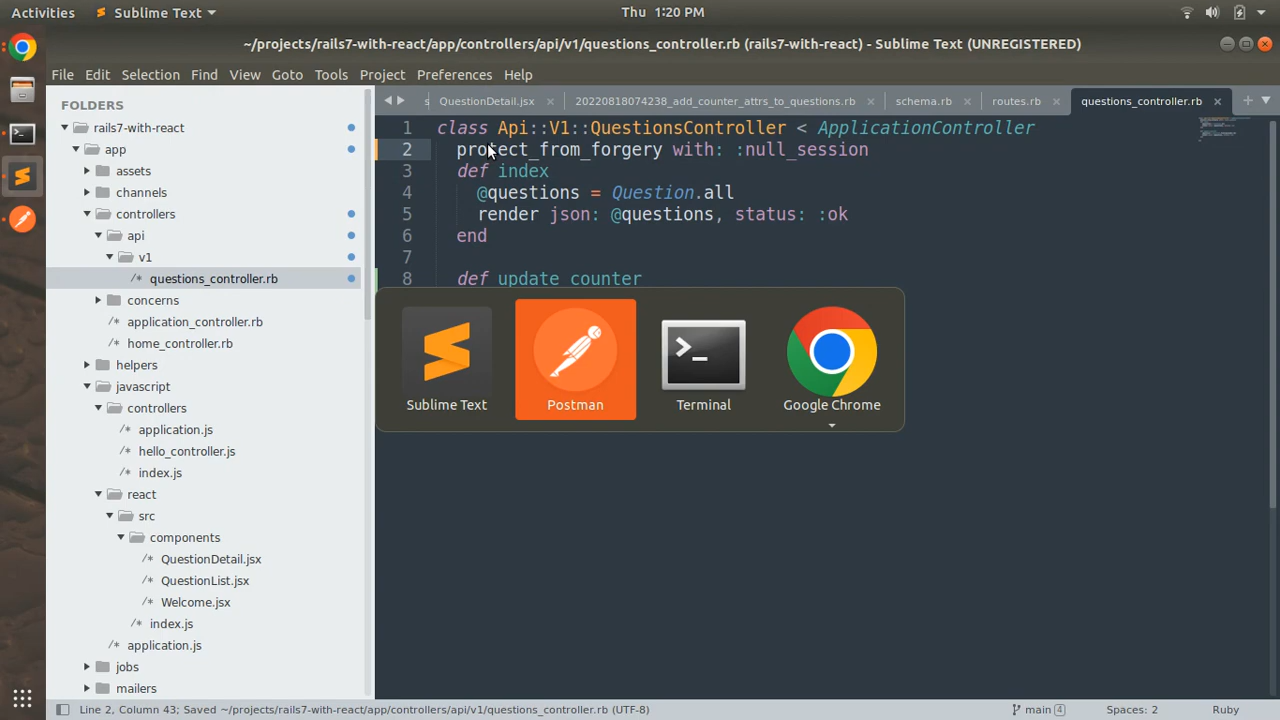 Activities
Sublime Text
Thu 1:20 PM
~/projects/rails7-with-react/app/controllers/api/v1/questions_controller.rb (rails7-with-react) - Sublime Text (UNREGISTERED)
File Edit Selection Find View Goto Tools Project Preferences Help
s QuestionDetail.jsx 20220818074238_add_counter_attrs_to_questions.rb schema.rb routes.rb questions_controller.rb
FOLDERS
rails7-with-react
app
assets
channels
controllers
api
v1
/* questions_controller.rb
concerns
/* application_controller.rb
/* home_controller.rb
helpers
javascript
controllers
/* application.js
/* hello_controller.js
/* index.js
react
src
components
/* QuestionDetail.jsx
/* QuestionList.jsx
/* Welcome.jsx
/* index.js
/* application.js
jobs
mailers
1 class Api::V1::QuestionsController < ApplicationController
2 protect_from_forgery with: :null_session
3 def index
4 @questions = Question.all
5 render json: @questions, status: :ok
6 end
7
8 def update_counter
Sublime Text
Postman
Terminal
Google Chrome
Line 2, Column 43; Saved ~/projects/rails7-with-react/app/controllers/api/v1/questions_controller.rb (UTF-8)
main 4
Spaces: 2
Ruby